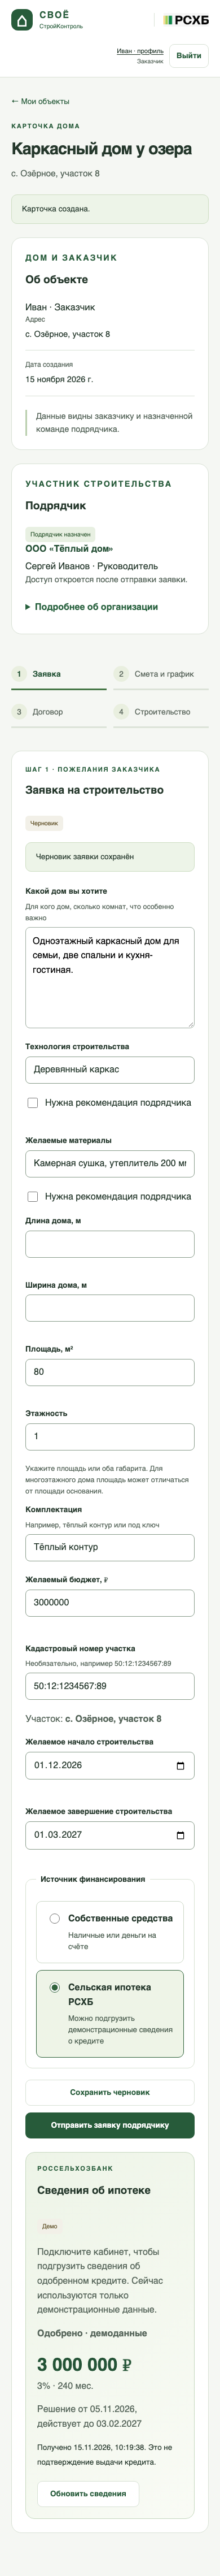 СВОЁ
СтройКонтроль
РСХБ
Иван · профиль
Заказчик
Выйти
← Мои объекты
КАРТОЧКА ДОМА
Каркасный дом у озера
с. Озёрное, участок 8
Карточка создана.
ДОМ И ЗАКАЗЧИК
Об объекте
Иван · Заказчик
Адрес
с. Озёрное, участок 8
Дата создания
15 ноября 2026 г.
Данные видны заказчику и назначенной
команде подрядчика.
УЧАСТНИК СТРОИТЕЛЬСТВА
Подрядчик
Подрядчик назначен
ООО «Тёплый дом»
Сергей Иванов · Руководитель
Доступ откроется после отправки заявки.
▶ Подробнее об организации
1 Заявка
2 Смета и график
3 Договор
4 Строительство
ШАГ 1 · ПОЖЕЛАНИЯ ЗАКАЗЧИКА
Заявка на строительство
Черновик
Черновик заявки сохранён
Какой дом вы хотите
Для кого дом, сколько комнат, что особенно
важно
Одноэтажный каркасный дом для
семьи, две спальни и кухня-
гостиная.
Технология строительства
Деревянный каркас
Нужна рекомендация подрядчика
Желаемые материалы
Камерная сушка, утеплитель 200 мм
Нужна рекомендация подрядчика
Длина дома, м
Ширина дома, м
Площадь, м²
80
Этажность
1
Укажите площадь или оба габарита. Для
многоэтажного дома площадь может отличаться
от площади основания.
Комплектация
Например, тёплый контур или под ключ
Тёплый контур
Желаемый бюджет, ₽
3000000
Кадастровый номер участка
Необязательно, например 50:12:1234567:89
50:12:1234567:89
Участок: с. Озёрное, участок 8
Желаемое начало строительства
01.12.2026
Желаемое завершение строительства
01.03.2027
Источник финансирования
Собственные средства
Наличные или деньги на
счёте
Сельская ипотека
РСХБ
Можно подгрузить
демонстрационные сведения
о кредите
Сохранить черновик
Отправить заявку подрядчику
РОССЕЛЬХОЗБАНК
Сведения об ипотеке
Демо
Подключите кабинет, чтобы
подгрузить сведения об
одобренном кредите. Сейчас
используются только
демонстрационные данные.
Одобрено · демоданные
3 000 000 ₽
3% · 240 мес.
Решение от 05.11.2026,
действует до 03.02.2027
Получено 15.11.2026, 10:19:38. Это не
подтверждение выдачи кредита.
Обновить сведения